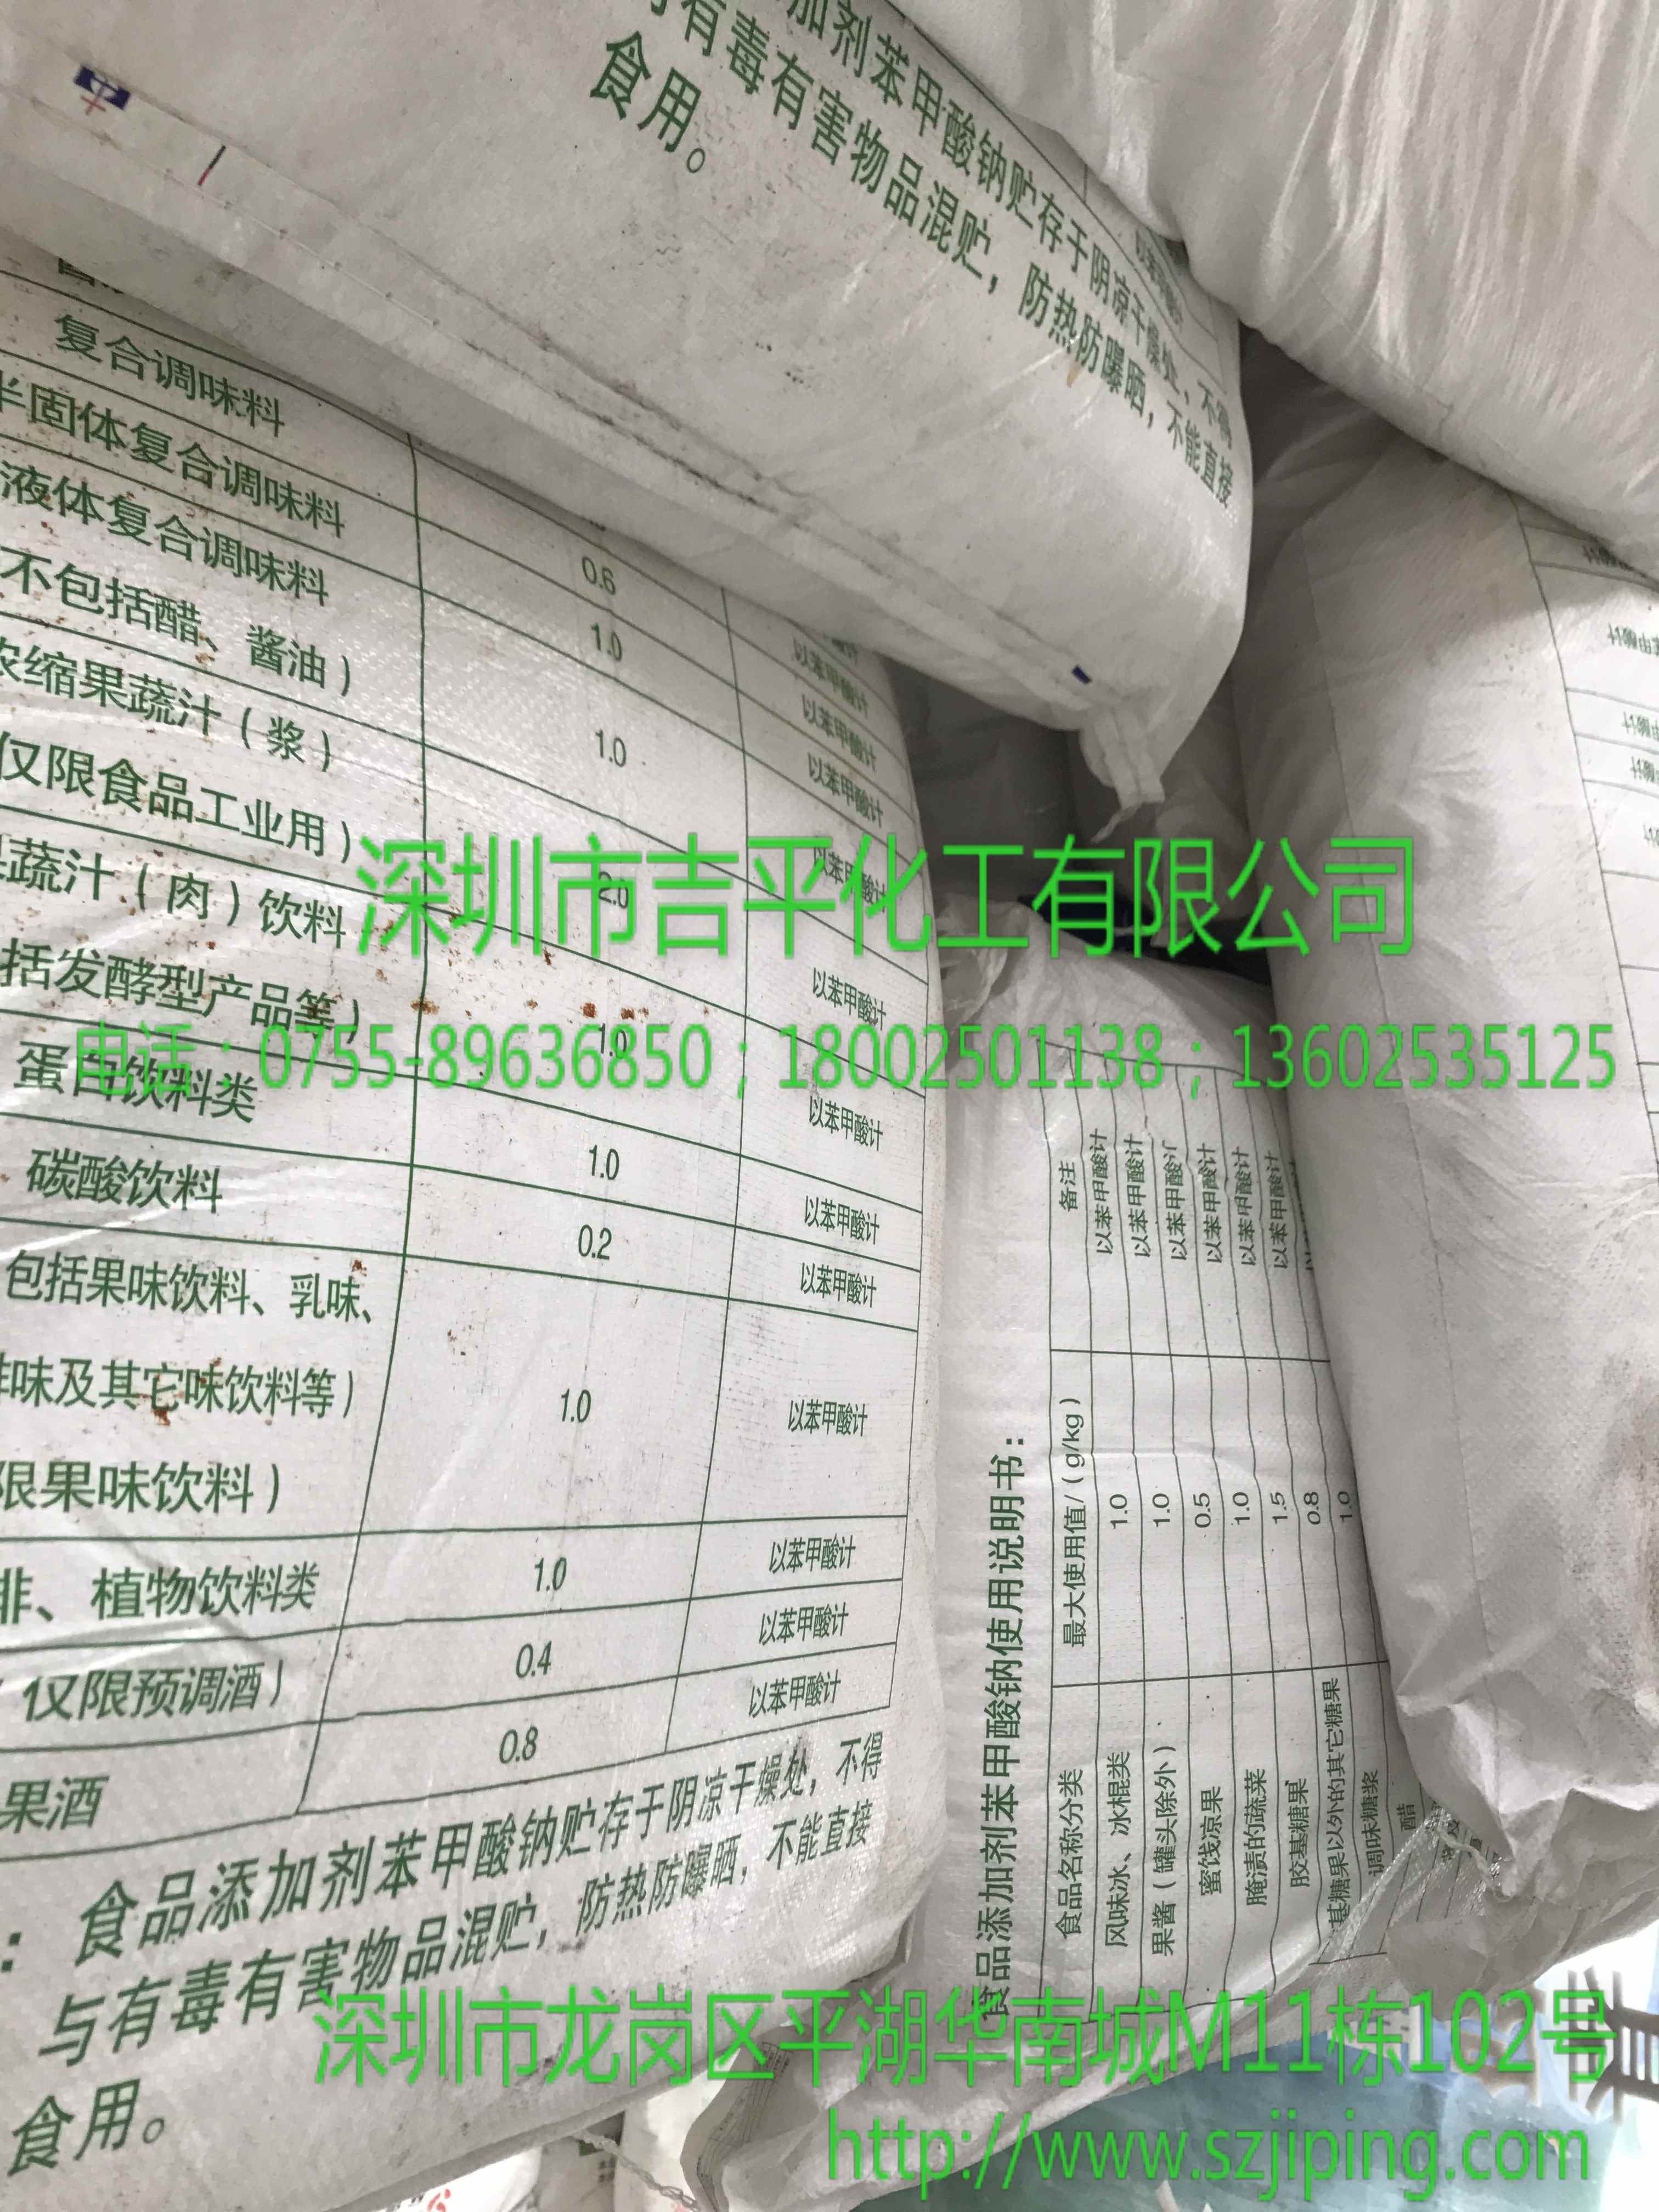 加剂苯甲酸钠贮存于阴凉干燥处、不得
有毒有害物品混贮，防热防曝晒，不能直接
食用。
复合调味料
半固体复合调味料 0.6 以苯甲酸计
液体复合调味料 1.0 以苯甲酸计
不包括醋、酱油） 1.0 以苯甲酸计
浓缩果蔬汁（浆）
仅限食品工业用） 2.0 以苯甲酸计
蔬汁（肉）饮料 以苯甲酸计
括发酵型产品等） 1.0 以苯甲酸计
蛋白饮料类 1.0 以苯甲酸计
碳酸饮料 0.2 以苯甲酸计
包括果味饮料、乳味、
味及其它味饮料等） 1.0 以苯甲酸计
限果味饮料）
啡、植物饮料类 1.0 以苯甲酸计
仅限预调酒） 0.4 以苯甲酸计
果酒 0.8 以苯甲酸计
：食品添加剂苯甲酸钠贮存于阴凉干燥处，不得
与有毒有害物品混贮，防热防曝晒，不能直接
食用。
食品添加剂苯甲酸钠使用说明书：
食品名称分类 最大使用值/（g/kg） 备注
风味冰、冰棍类 1.0 以苯甲酸计
果酱（罐头除外） 1.0 以苯甲酸计
蜜饯凉果 0.5 以苯甲酸计
腌渍的蔬菜 1.0 以苯甲酸计
胶基糖果 1.5 以苯甲酸计
基糖果以外的其它糖果 0.8 以苯甲酸计
调味糖浆 1.0
醋
深圳市吉平化工有限公司
电话：0755-89636850；18002501138；13602535125
深圳市龙岗区平湖华南城M11栋102号
http://www.szjiping.com